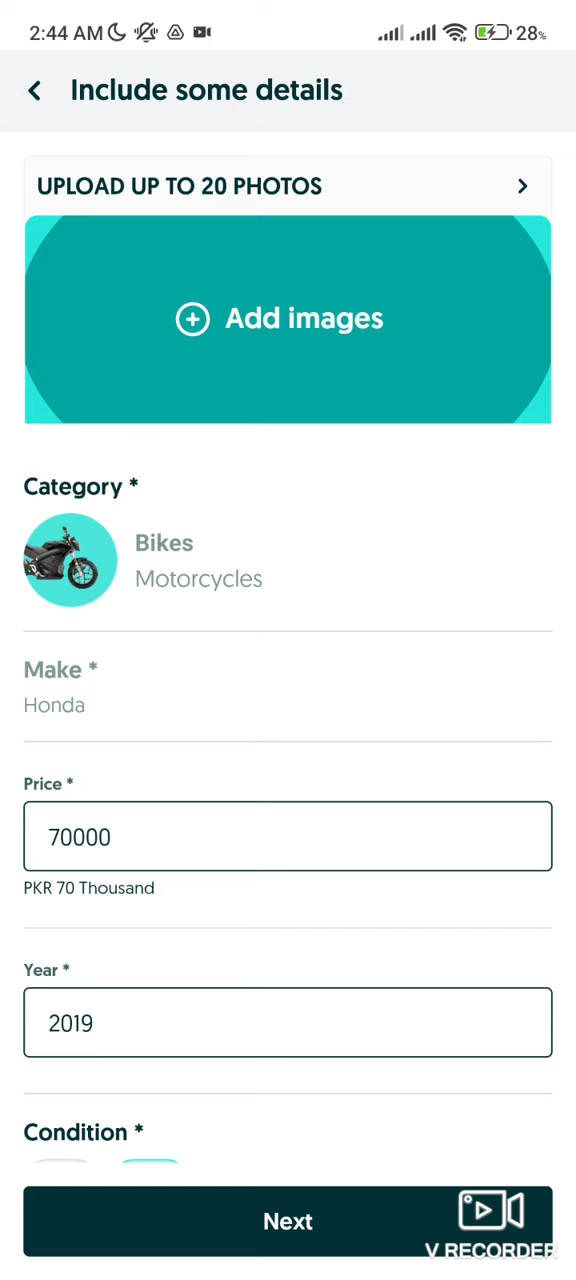 2:44 AM 28%
Include some details
UPLOAD UP TO 20 PHOTOS
Add images
Category *
Bikes
Motorcycles
Make *
Honda
Price *
70000
PKR 70 Thousand
Year *
2019
Condition *
Next
V RECORDER